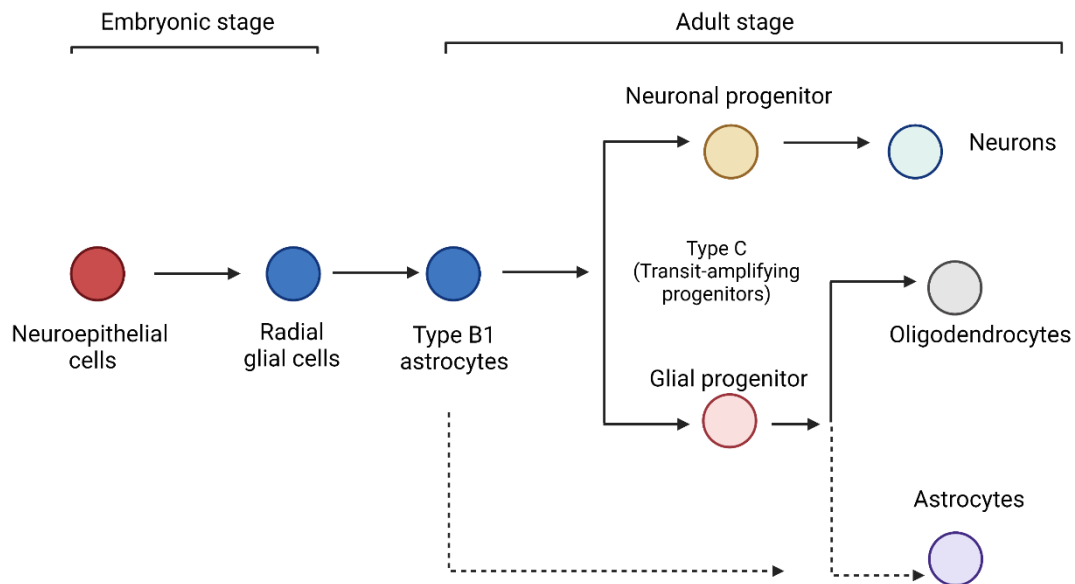 Embryonic stage
Adult stage
Neuronal progenitor
Neurons
Type C
(Transit-amplifying
progenitors)
Neuroepithelial
cells
Radial
glial cells
Type B1
astrocytes
Oligodendrocytes
Glial progenitor
Astrocytes